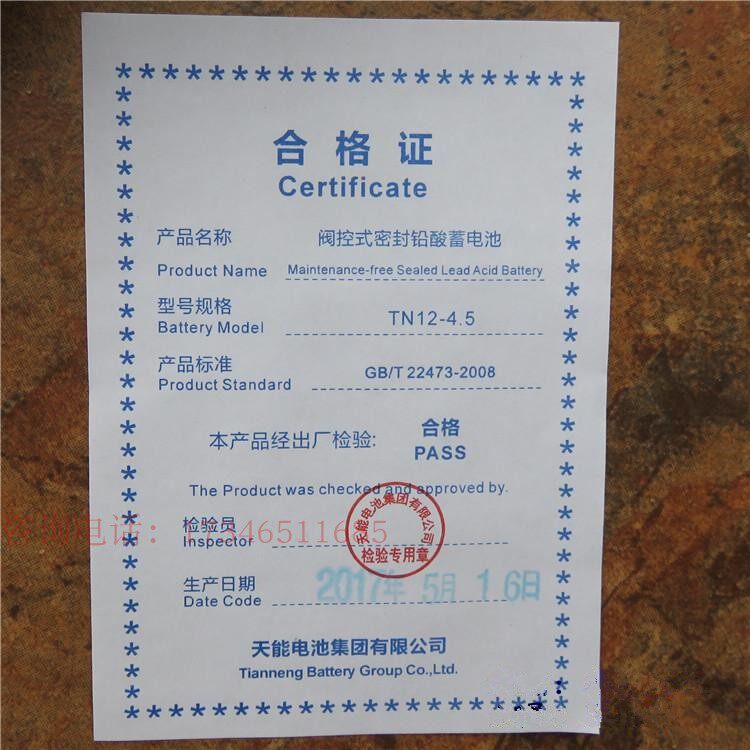 合格证
Certificate
产品名称 阀控式密封铅酸蓄电池
Product Name Maintenance-free Sealed Lead Acid Battery
型号规格
Battery Model TN12-4.5
产品标准
Product Standard GB/T 22473-2008
本产品经出厂检验: 合格
PASS
The Product was checked and approved by.
天能电池集团有限公司
检验专用章
检验员
Inspector
电话:
生产日期 2017年 5月 16日
Date Code
天能电池集团有限公司
Tianneng Battery Group Co.,Ltd.